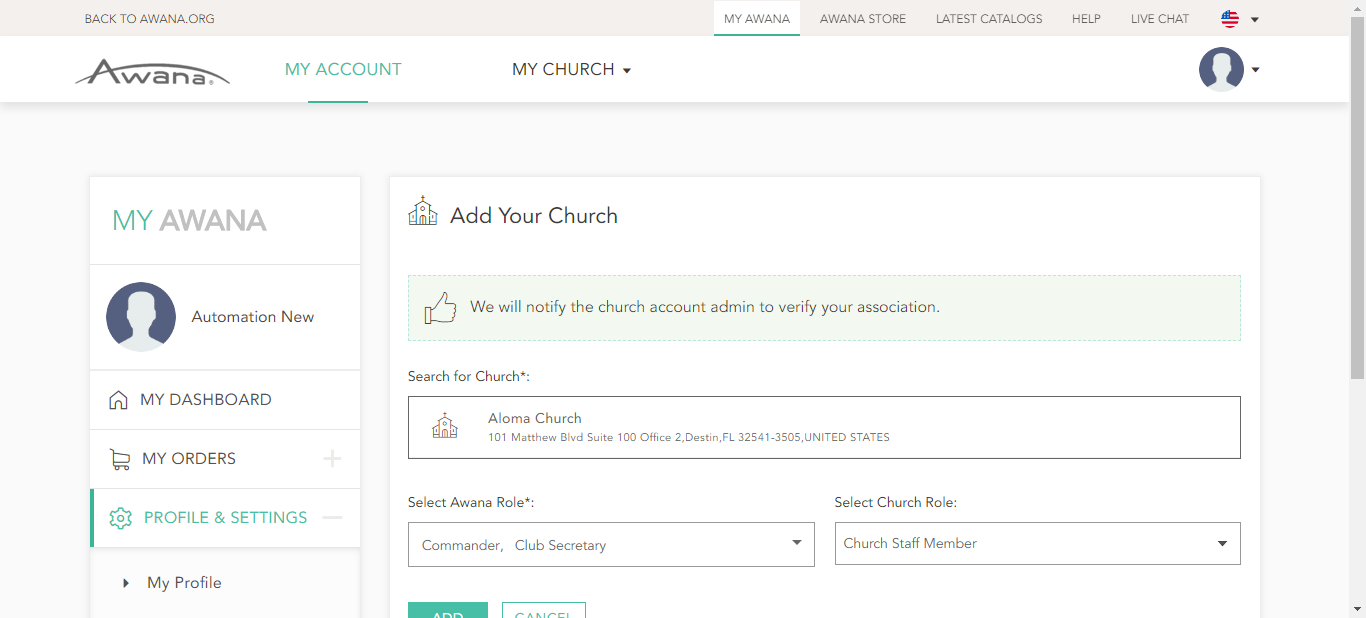 BACK TO AWANA.ORG
MY AWANA
AWANA STORE
LATEST CATALOGS
HELP
LIVE CHAT
Awana®
MY ACCOUNT
MY CHURCH
MY AWANA
Automation New
MY DASHBOARD
MY ORDERS
PROFILE & SETTINGS
My Profile
Add Your Church
We will notify the church account admin to verify your association.
Search for Church*:
Aloma Church
101 Matthew Blvd Suite 100 Office 2,Destin,FL 32541-3505,UNITED STATES
Select Awana Role*:
Commander, Club Secretary
Select Church Role:
Church Staff Member
ADD
CANCEL